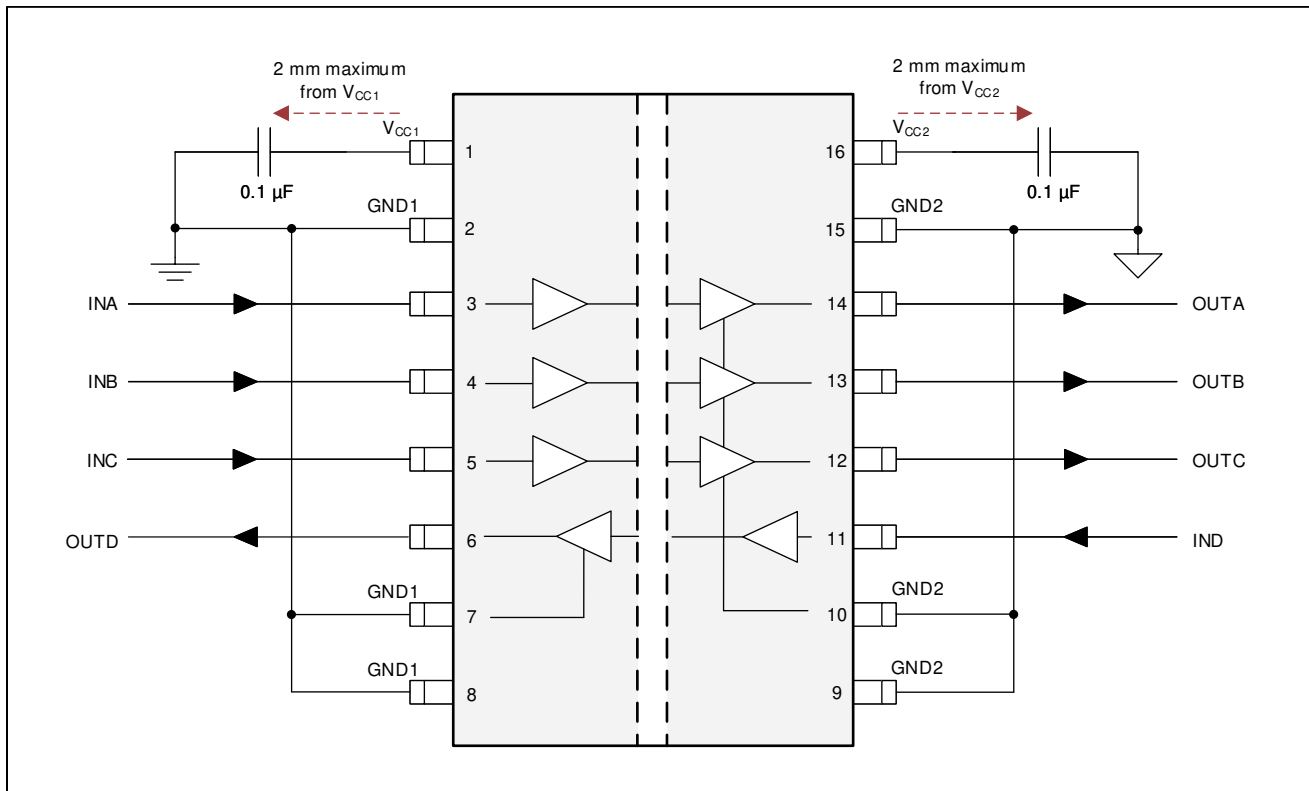 2 mm maximum
from VCC1
2 mm maximum
from VCC2
VCC1
VCC2
1
16
0.1 µF
0.1 µF
GND1
GND2
2
15
INA
3
14
OUTA
INB
4
13
OUTB
INC
5
12
OUTC
OUTD
6
11
IND
GND1
GND2
7
10
GND1
GND2
8
9